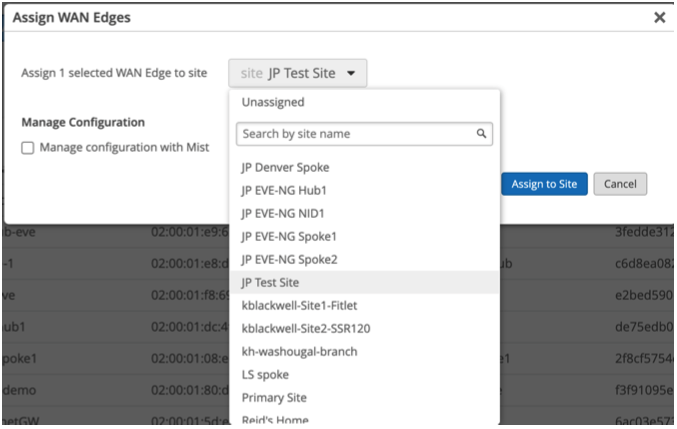 Assign WAN Edges
Assign 1 selected WAN Edge to site
site JP Test Site
Unassigned
Manage Configuration
Search by site name
Manage configuration with Mist
JP Denver Spoke
JP EVE-NG Hub1
Assign to Site Cancel
JP EVE-NG NID1
JP EVE-NG Spoke1
b-eve 02:00:01:e9:6 3fedde312
JP EVE-NG Spoke2
-1 02:00:01:e8:d ub c6d8ea082
JP Test Site
ve 02:00:01:f8:69 e2bed590
kblackwell-Site1-Fitlet
ub1 02:00:01:dc:4 de75edb0
kblackwell-Site2-SSR120
kh-washougal-branch
poke1 02:00:01:08:e e1 2f8cf5754
LS spoke
demo 02:00:01:80:d f3f91095e
Primary Site
Reid's Home
netGW 02:00:01:5d:e 6ac03e57